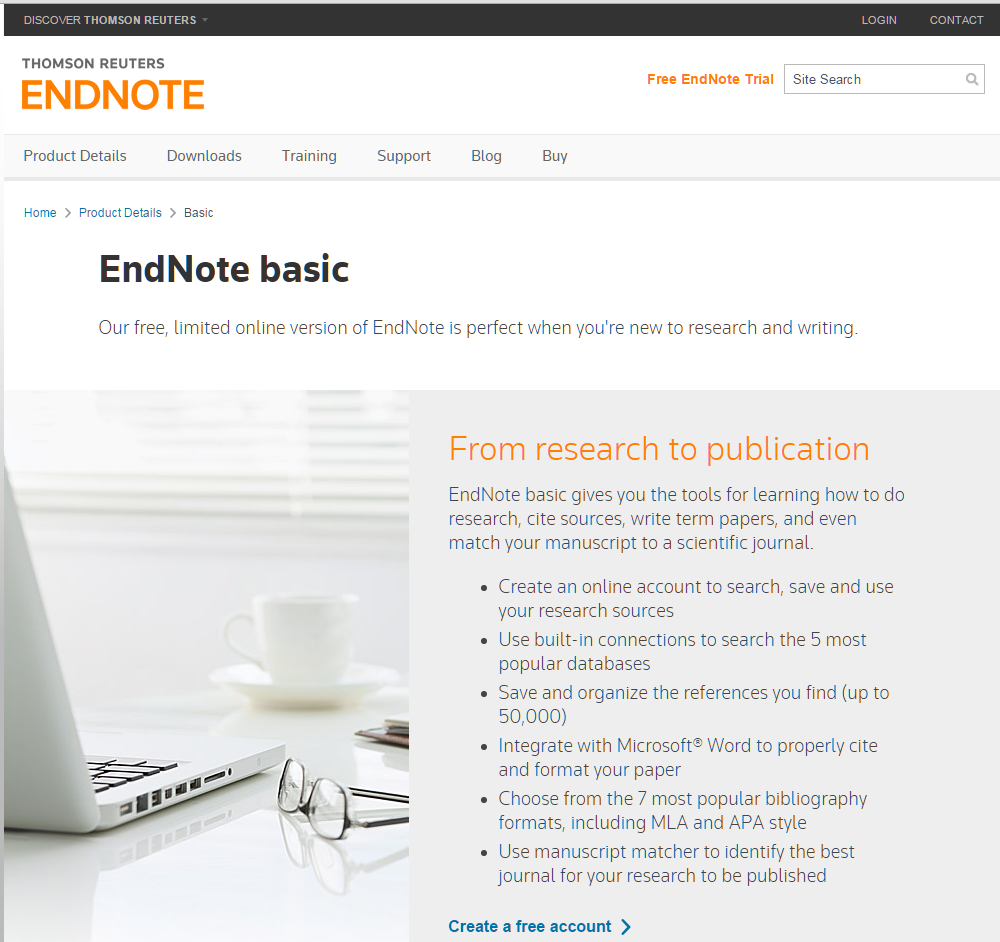 DISCOVER THOMSON REUTERS
LOGIN
CONTACT
THOMSON REUTERS
ENDNOTE
Free EndNote Trial
Site Search
Product Details
Downloads
Training
Support
Blog
Buy
Home
Product Details
Basic
EndNote basic
Our free, limited online version of EndNote is perfect when you're new to research and writing.
From research to publication
EndNote basic gives you the tools for learning how to do
research, cite sources, write term papers, and even
match your manuscript to a scientific journal.
• Create an online account to search, save and use
your research sources
• Use built-in connections to search the 5 most
popular databases
• Save and organize the references you find (up to
50,000)
• Integrate with Microsoft® Word to properly cite
and format your paper
• Choose from the 7 most popular bibliography
formats, including MLA and APA style
• Use manuscript matcher to identify the best
journal for your research to be published
Create a free account